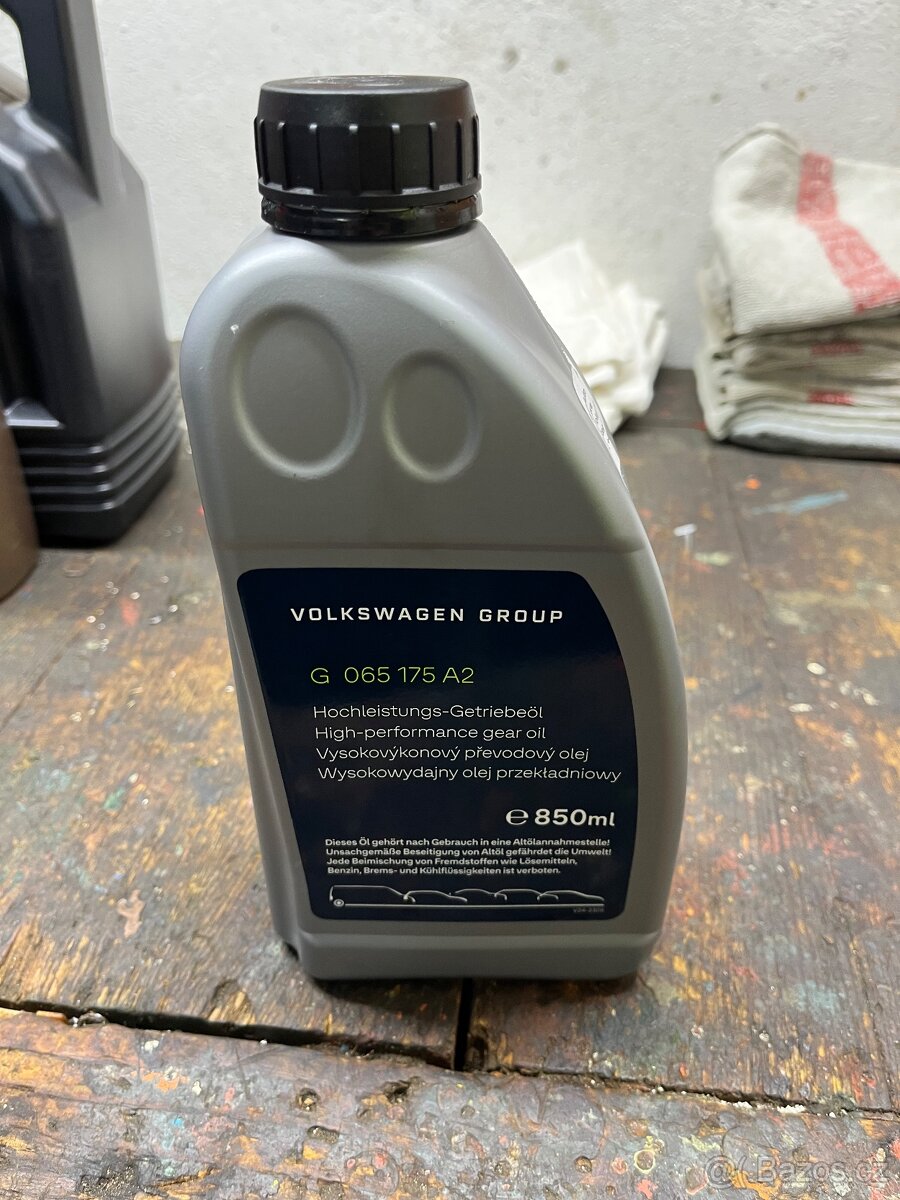 VOLKSWAGEN GROUP
G 065 175 A2
Hochleistungs-Getriebeöl
High-performance gear oil
Vysokovýkonový převodový olej
Wysokowydajny olej przekładniowy
℮ 850ml
Dieses Öl gehört nach Gebrauch in eine Altölannahmestelle!
Unsachgemäße Beseitigung von Altöl gefährdet die Umwelt!
Jede Beimischung von Fremdstoffen wie Lösemitteln,
Benzin, Brems- und Kühlflüssigkeiten ist verboten.
Bazos.cz